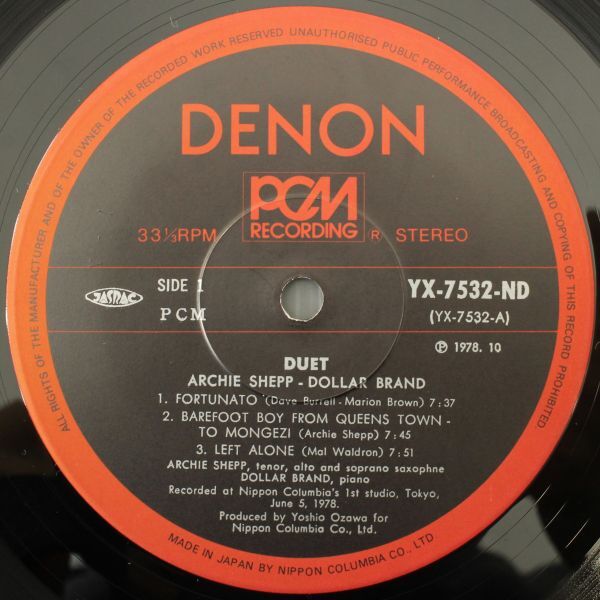 ALL RIGHTS OF THE MANUFACTURER AND OF THE OWNER OF THE RECORDED WORK RESERVED UNAUTHORISED PUBLIC PERFORMANCE BROADCASTING AND COPYING OF THIS RECORD PROHIBITED
DENON
PCM
RECORDING
33⅓RPM
R STEREO
JASRAC
SIDE 1
PCM
YX-7532-ND
(YX-7532-A)
Ⓟ 1978. 10
DUET
ARCHIE SHEPP - DOLLAR BRAND
1. FORTUNATO (Dave Burrell - Marion Brown) 7:37
2. BAREFOOT BOY FROM QUEENS TOWN -
TO MONGEZI (Archie Shepp) 7:45
3. LEFT ALONE (Mal Waldron) 7:51
ARCHIE SHEPP, tenor, alto and soprano saxophne
DOLLAR BRAND, piano
Recorded at Nippon Columbia's 1st studio, Tokyo,
June 5, 1978.
Produced by Yoshio Ozawa for
Nippon Columbia Co., Ltd.
MADE IN JAPAN BY NIPPON COLUMBIA CO., LTD